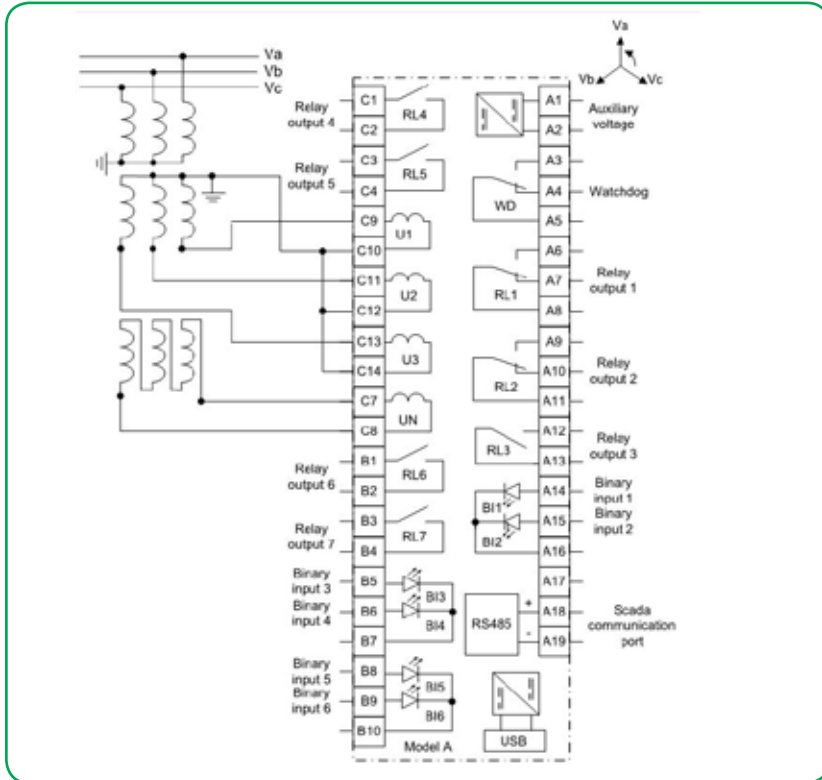 Va
Va
Vb
Vc
Vb
Vc
Relay
output 4
C1
C2
RL4
A1
A2
Auxiliary
voltage
Relay
output 5
C3
C4
RL5
A3
A4
A5
WD
Watchdog
C9
C10
U1
A6
A7
A8
RL1
Relay
output 1
C11
C12
U2
A9
A10
A11
RL2
Relay
output 2
C13
C14
U3
C7
C8
UN
A12
A13
RL3
Relay
output 3
Relay
output 6
B1
B2
RL6
A14
A15
A16
BI1
BI2
Binary
input 1
Binary
input 2
Relay
output 7
B3
B4
RL7
Binary
input 3
Binary
input 4
B5
B6
B7
BI3
BI4
A17
A18
A19
RS485
+
-
Scada
communication
port
Binary
input 5
Binary
input 6
B8
B9
B10
BI5
BI6
Model A
USB